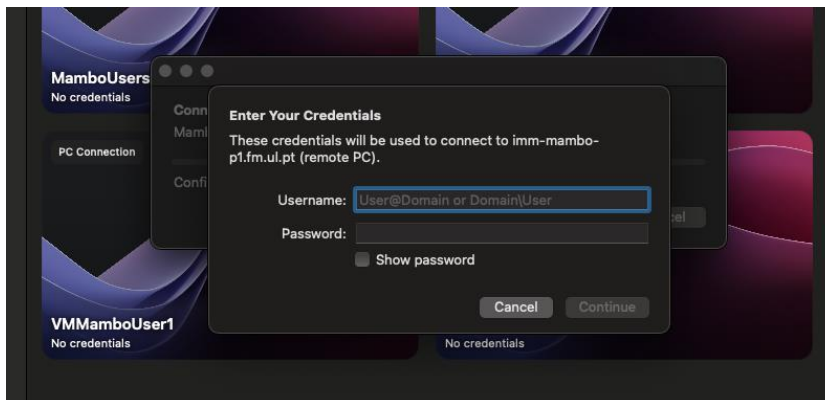 MamboUsers
No credentials
PC Connection
VMMamboUser1
No credentials
Conn
Mamb
Confi
Enter Your Credentials
These credentials will be used to connect to imm-mambo-
p1.fm.ul.pt (remote PC).
Username: User@Domain or Domain\User
Password:
Show password
Cancel Continue
cel
No credentials